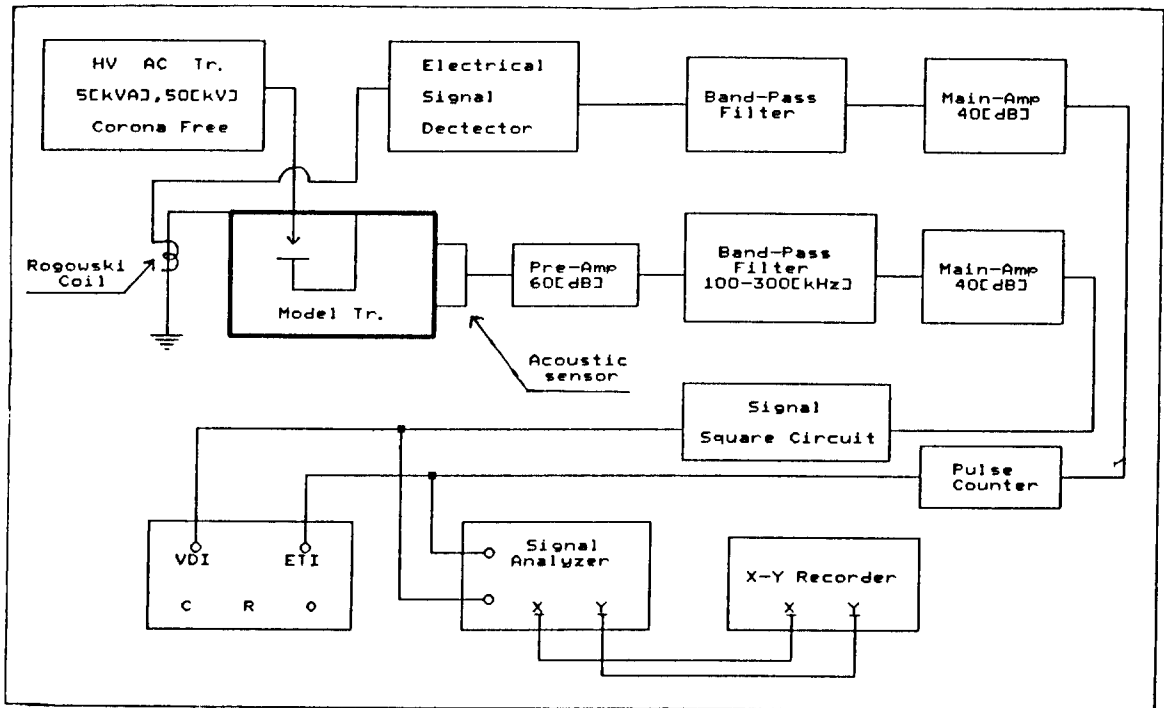 HV AC Tr.
5[kVA],50[kV]
Corona Free
Electrical
Signal
Dectector
Band-Pass
Filter
Main-Amp
40[dB]
Rogowski
Coil
Model Tr.
Pre-Amp
60[dB]
Band-Pass
Filter
100-300[kHz]
Main-Amp
40[dB]
Acoustic
sensor
Signal
Square Circuit
Pulse
Counter
VDI ETI
C R O
Signal
Analyzer
X Y
X-Y Recorder
X Y